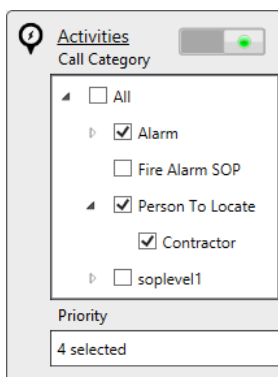 Activities
Call Category
All
Alarm
Fire Alarm SOP
Person To Locate
Contractor
soplevel1
Priority
4 selected